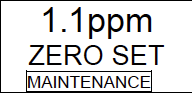 1.1ppm
ZERO SET
MAINTENANCE